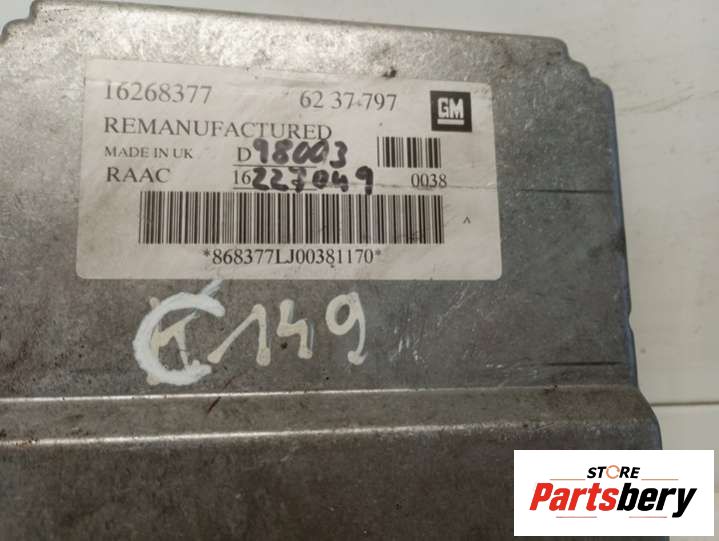 16268377 62 37 797 GM
REMANUFACTURED
MADE IN UK D98003
RAAC 16227049 0038
A
*868377LJ00381170*
149
STORE
Partsbery